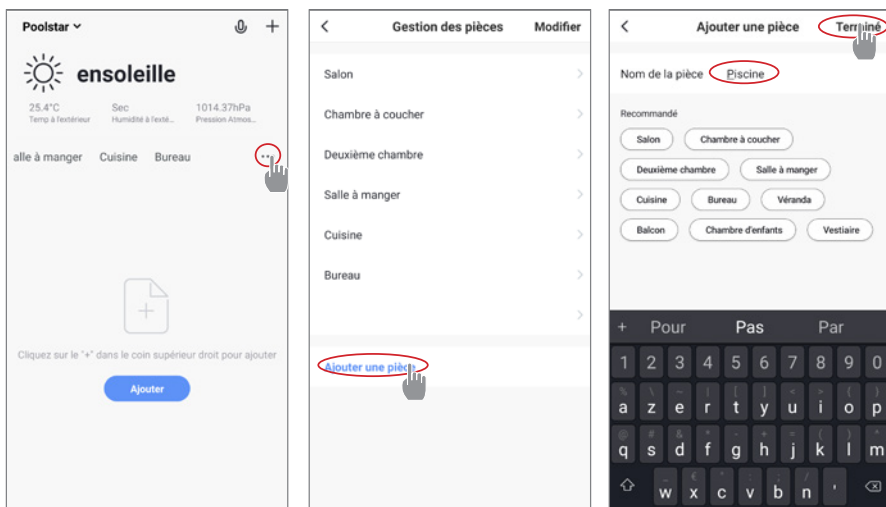 Poolstar
+
ensoleille
25.4°C Sec 1014.37hPa
Temp à l'extérieur Humidité à l'exté... Pression Atmos...
alle à manger Cuisine Bureau ...
Cliquez sur le "+" dans le coin supérieur droit pour ajouter
Ajouter
Gestion des pièces Modifier
Salon
Chambre à coucher
Deuxième chambre
Salle à manger
Cuisine
Bureau
Ajouter une pièce
Ajouter une pièce Terminé
Nom de la pièce Piscine
Recommandé
Salon Chambre à coucher
Deuxième chambre Salle à manger
Cuisine Bureau Véranda
Balcon Chambre d'enfants Vestiaire
+ Pour Pas Par
1 2 3 4 5 6 7 8 9 0
a z e r t y u i o p
q s d f g h j k l m
w x c v b n '